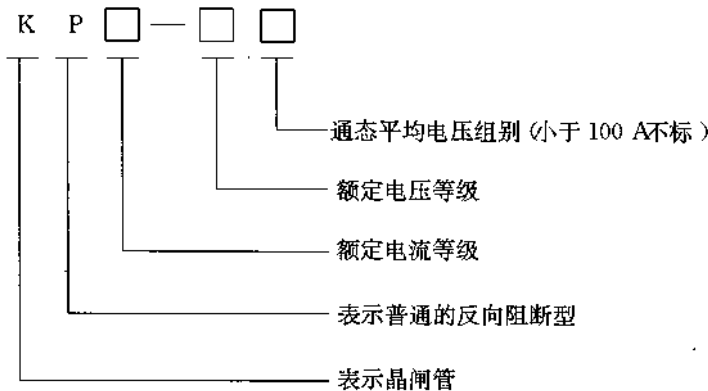 K P □ — □ □
通态平均电压组别(小于 100 A不标)
额定电压等级
额定电流等级
表示普通的反向阻断型
表示晶闸管